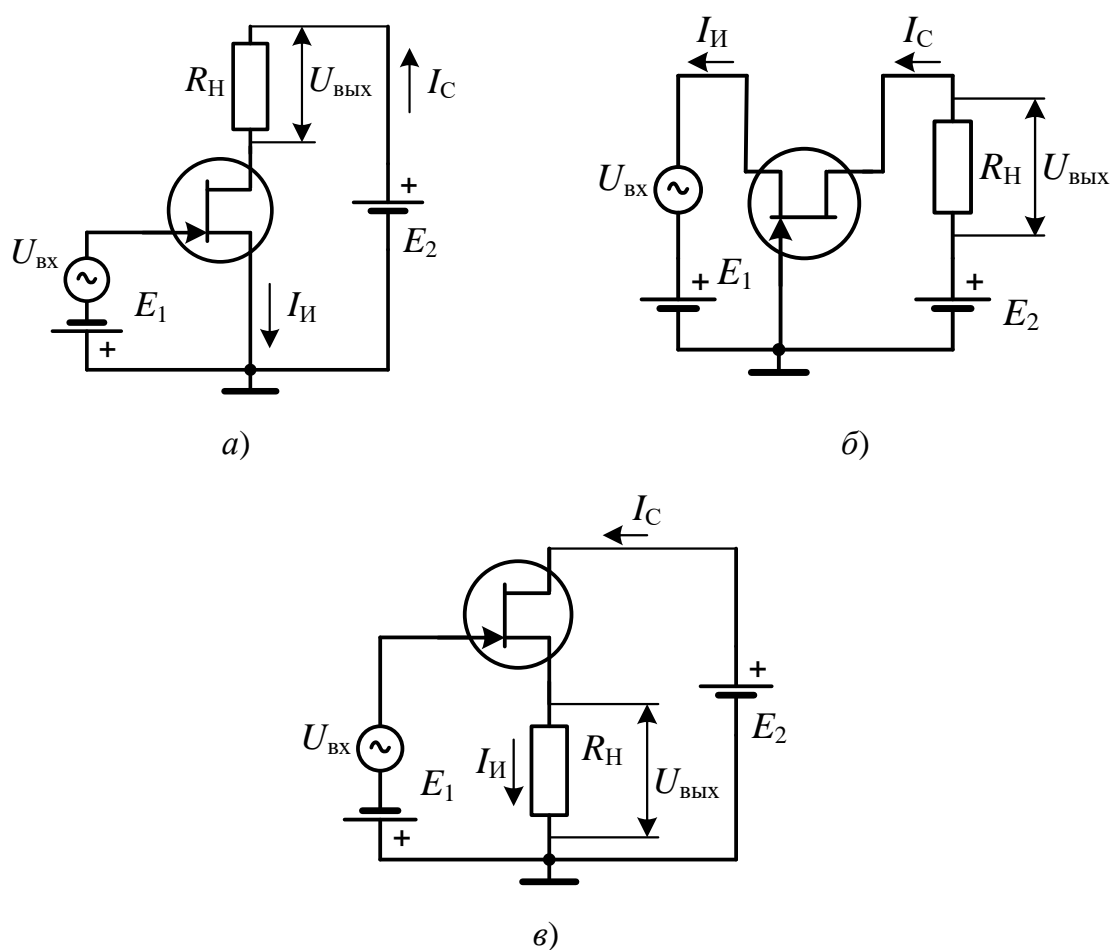 R_Н
U_вых
I_С
+
E_2
U_вх
E_1
+
I_И
а)
I_И
I_С
U_вх
R_Н
U_вых
+
E_1
+
E_2
б)
I_С
+
E_2
U_вх
I_И
R_Н
U_вых
E_1
+
в)